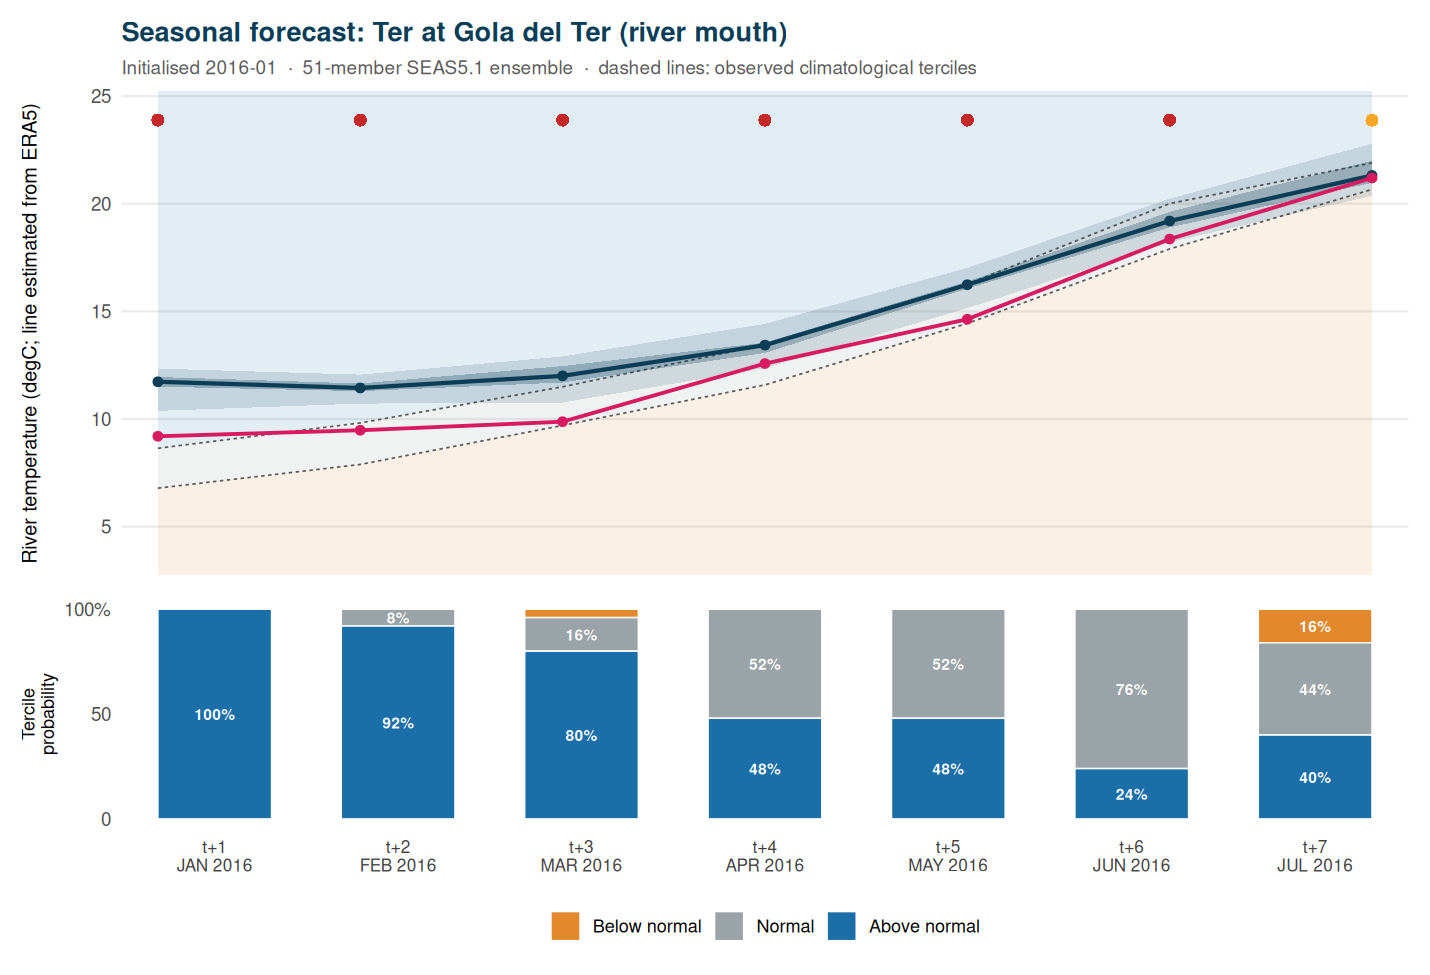 Seasonal forecast: Ter at Gola del Ter (river mouth)
Initialised 2016-01 · 51-member SEAS5.1 ensemble · dashed lines: observed climatological terciles
River temperature (degC; line estimated from ERA5)
25
20
15
10
5
Tercile
probability
100%
50
0
100%
8%
92%
16%
80%
52%
48%
52%
48%
76%
24%
16%
44%
40%
t+1
JAN 2016
t+2
FEB 2016
t+3
MAR 2016
t+4
APR 2016
t+5
MAY 2016
t+6
JUN 2016
t+7
JUL 2016
Below normal
Normal
Above normal